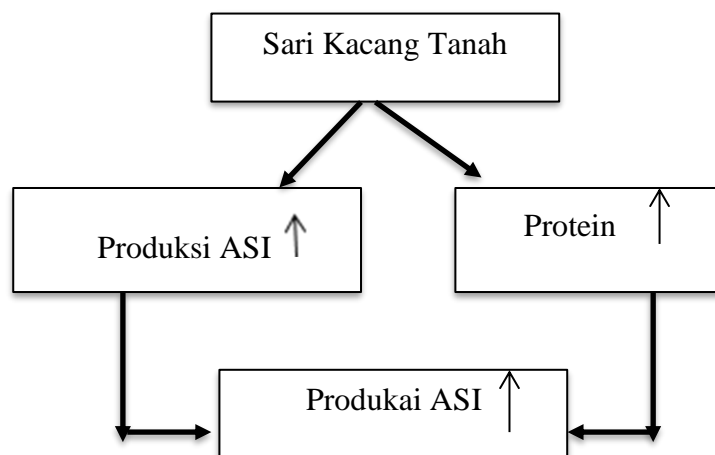 Sari Kacang Tanah
Produksi ASI
Protein
Produkai ASI